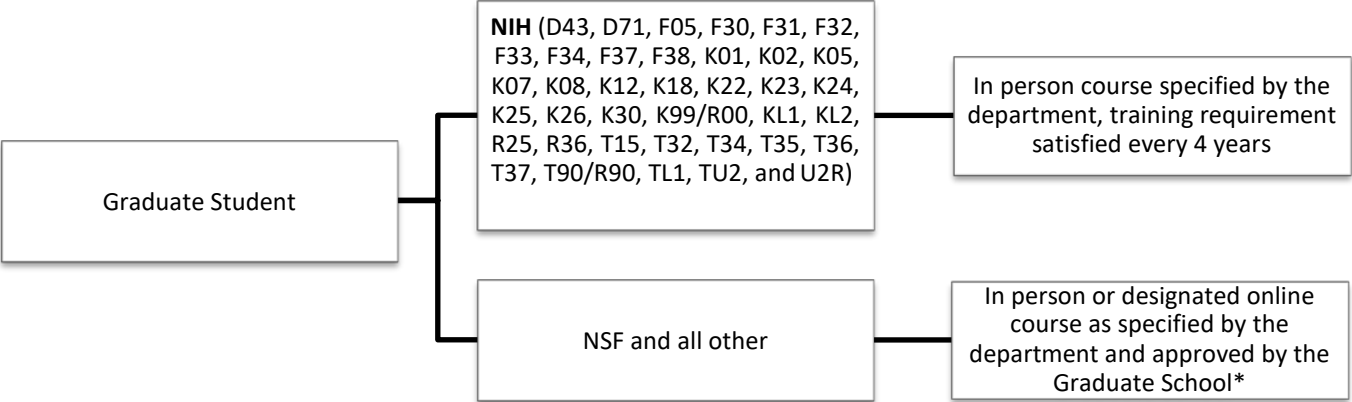 NIH (D43, D71, F05, F30, F31, F32,
F33, F34, F37, F38, K01, K02, K05,
K07, K08, K12, K18, K22, K23, K24,
K25, K26, K30, K99/R00, KL1, KL2,
R25, R36, T15, T32, T34, T35, T36,
T37, T90/R90, TL1, TU2, and U2R)
In person course specified by the
department, training requirement
satisfied every 4 years
Graduate Student
NSF and all other
In person or designated online
course as specified by the
department and approved by the
Graduate School*